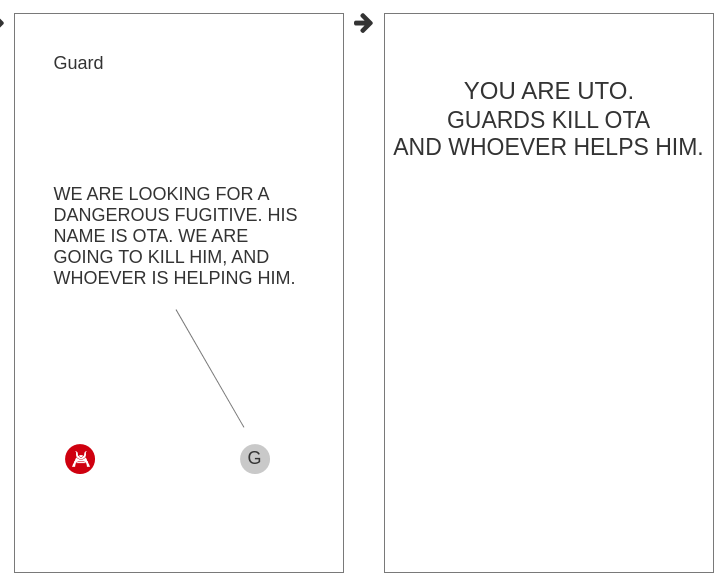 Guard
WE ARE LOOKING FOR A
DANGEROUS FUGITIVE. HIS
NAME IS OTA. WE ARE
GOING TO KILL HIM, AND
WHOEVER IS HELPING HIM.
G
YOU ARE UTO.
GUARDS KILL OTA
AND WHOEVER HELPS HIM.